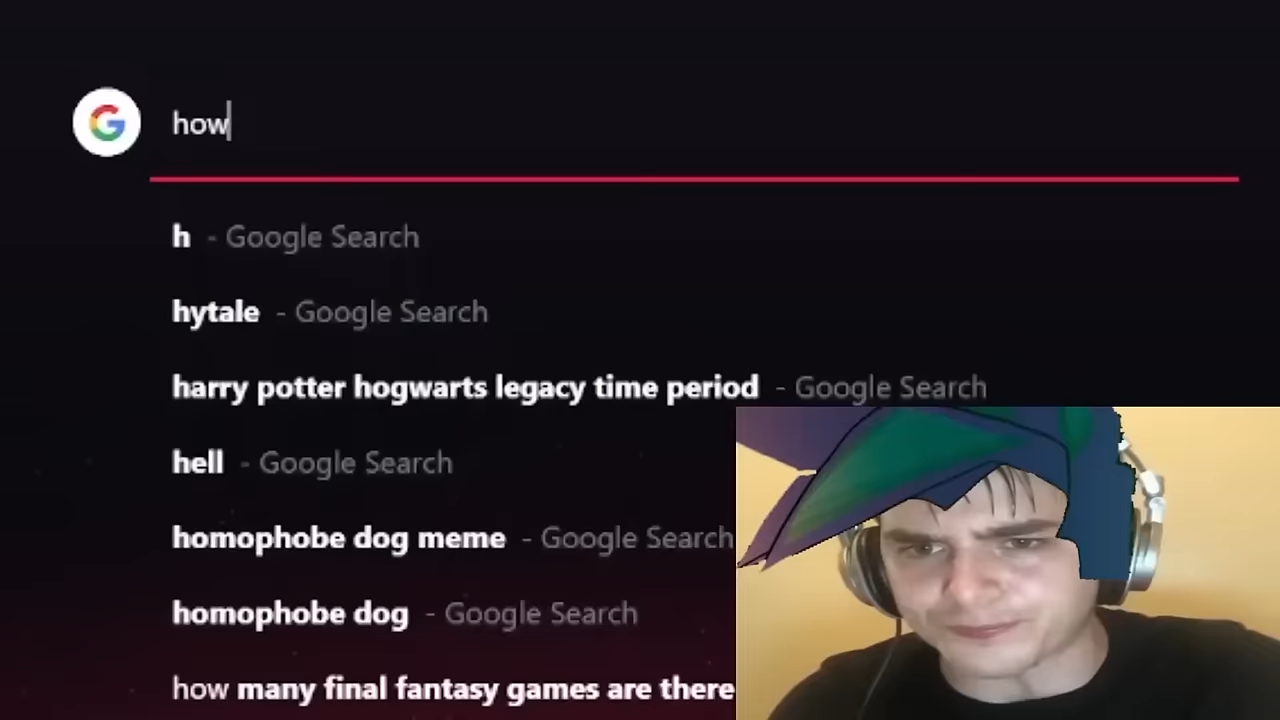 how
h - Google Search
hytale - Google Search
harry potter hogwarts legacy time period - Google Search
hell - Google Search
homophobe dog meme - Google Search
homophobe dog - Google Search
how many final fantasy games are there